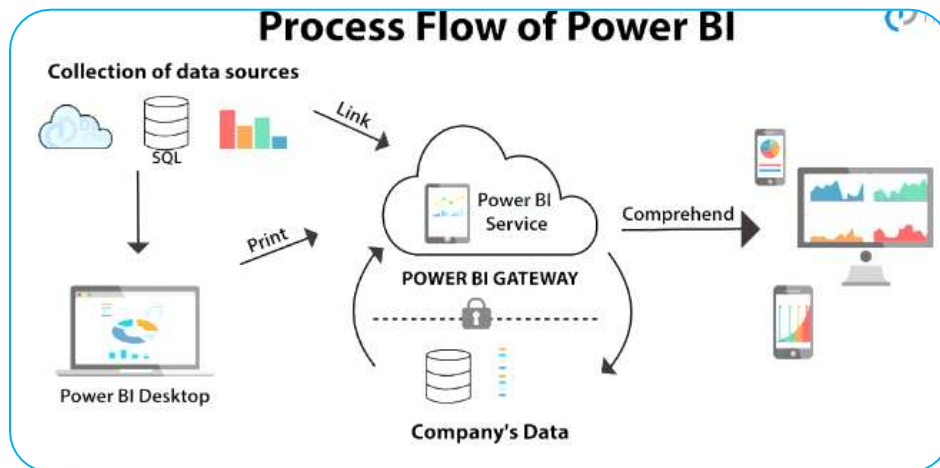 Process Flow of Power BI
Collection of data sources
Link
SQL
Power BI
Service
Comprehend
Print
POWER BI GATEWAY
Power BI Desktop
Company's Data